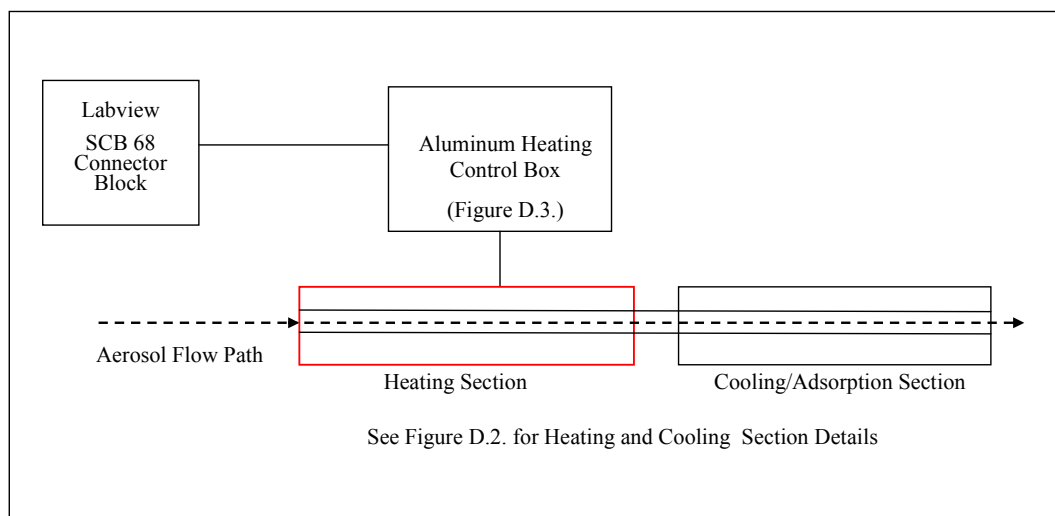 Labview
SCB 68
Connector
Block
Aluminum Heating
Control Box
(Figure D.3.)
Aerosol Flow Path
Heating Section
Cooling/Adsorption Section
See Figure D.2. for Heating and Cooling Section Details